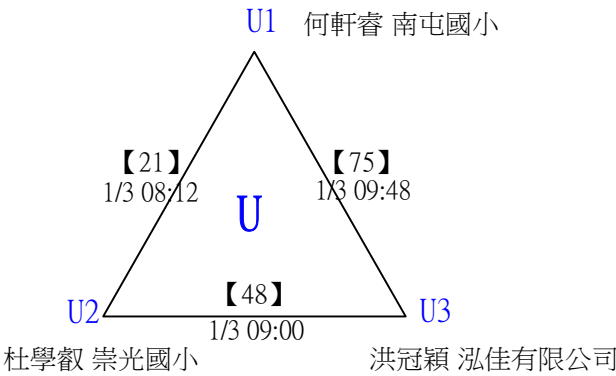 U1 何軒睿 南屯國小
【21】
1/3 08:12
【75】
1/3 09:48
U
【48】
1/3 09:00
U2
U3
杜學叡 崇光國小
洪冠穎 泓佳有限公司